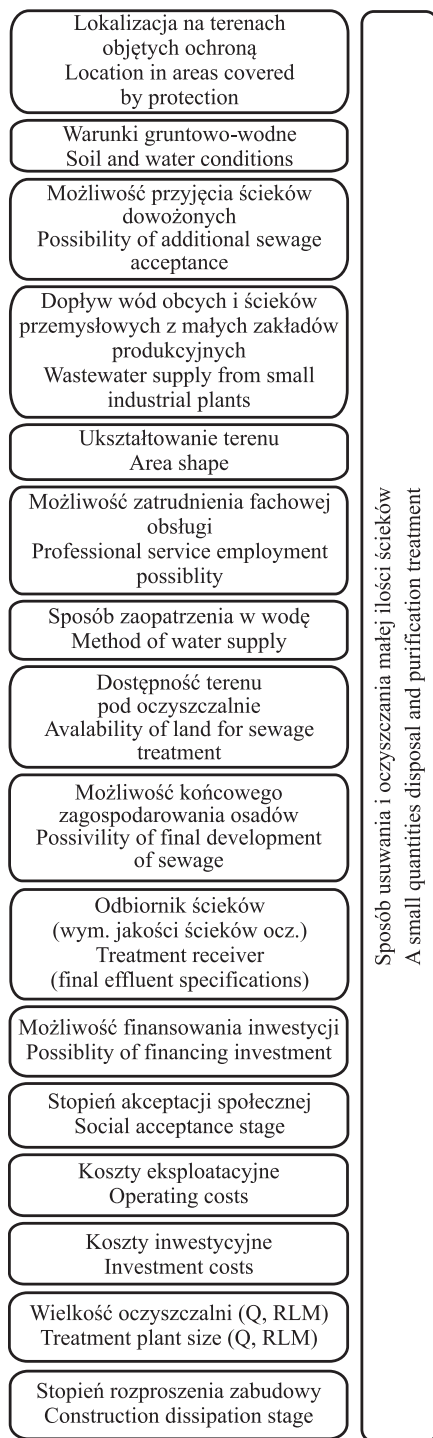 Lokalizacja na terenach
objętych ochroną
Location in areas covered
by protection
Warunki gruntowo-wodne
Soil and water conditions
Możliwość przyjęcia ścieków
dowożonych
Possibility of additional sewage
acceptance
Dopływ wód obcych i ścieków
przemysłowych z małych zakładów
produkcyjnych
Wastewater supply from small
industrial plants
Ukształtowanie terenu
Area shape
Możliwość zatrudnienia fachowej
obsługi
Professional service employment
possiblity
Sposób zaopatrzenia w wodę
Method of water supply
Dostępność terenu
pod oczyszczalnie
Avalability of land for sewage
treatment
Możliwość końcowego
zagospodarowania osadów
Possivility of final development
of sewage
Odbiornik ścieków
(wym. jakości ścieków ocz.)
Treatment receiver
(final effluent specifications)
Możliwość finansowania inwestycji
Possiblity of financing investment
Stopień akceptacji społecznej
Social acceptance stage
Koszty eksploatacyjne
Operating costs
Koszty inwestycyjne
Investment costs
Wielkość oczyszczalni (Q, RLM)
Treatment plant size (Q, RLM)
Stopień rozproszenia zabudowy
Construction dissipation stage
Sposób usuwania i oczyszczania małej ilości ścieków
A small quantities disposal and purification treatment